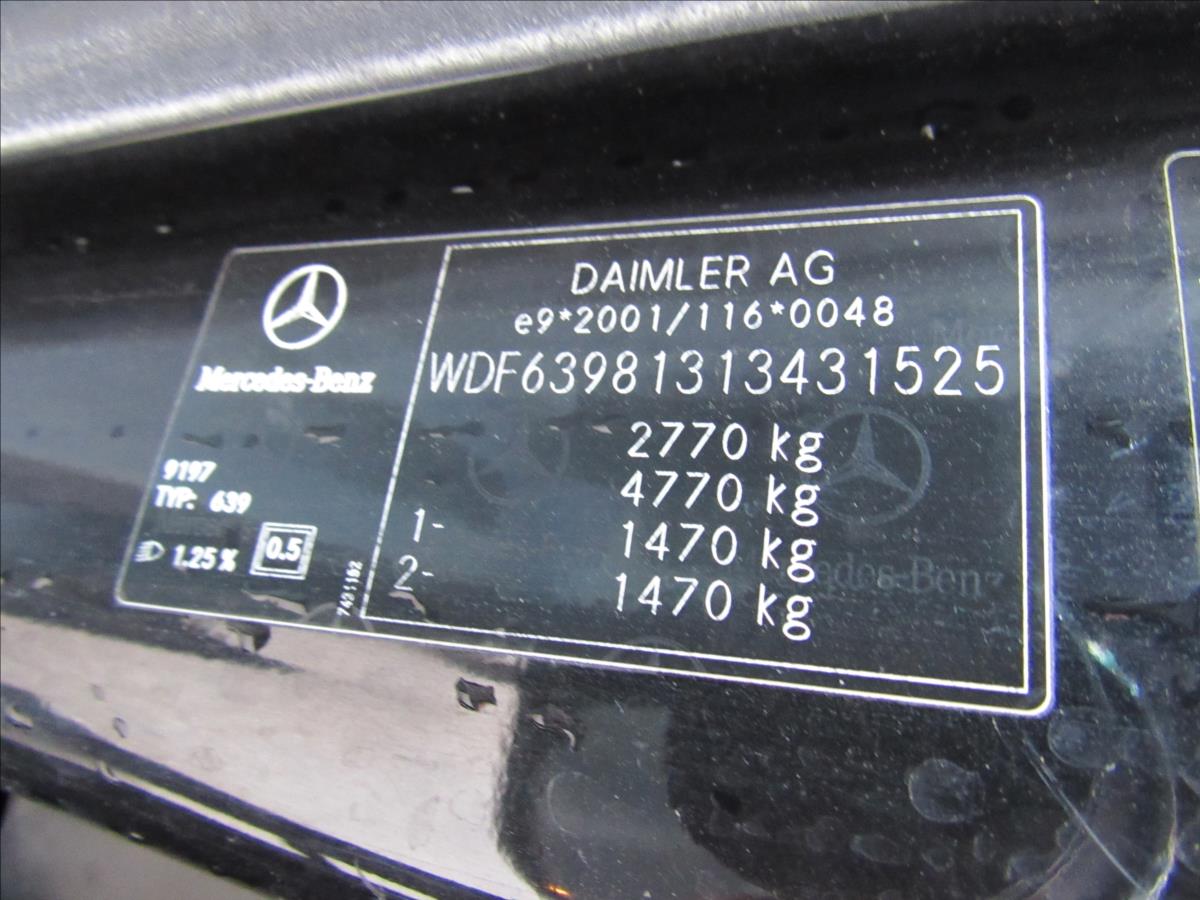 Mercedes-Benz
9197
TYP: 639
1.25%
0.5
7421162
DAIMLER AG
e9*2001/116*0048
WDF63981313431525
2770 kg
4770 kg
1- 1470 kg
2- 1470 kg